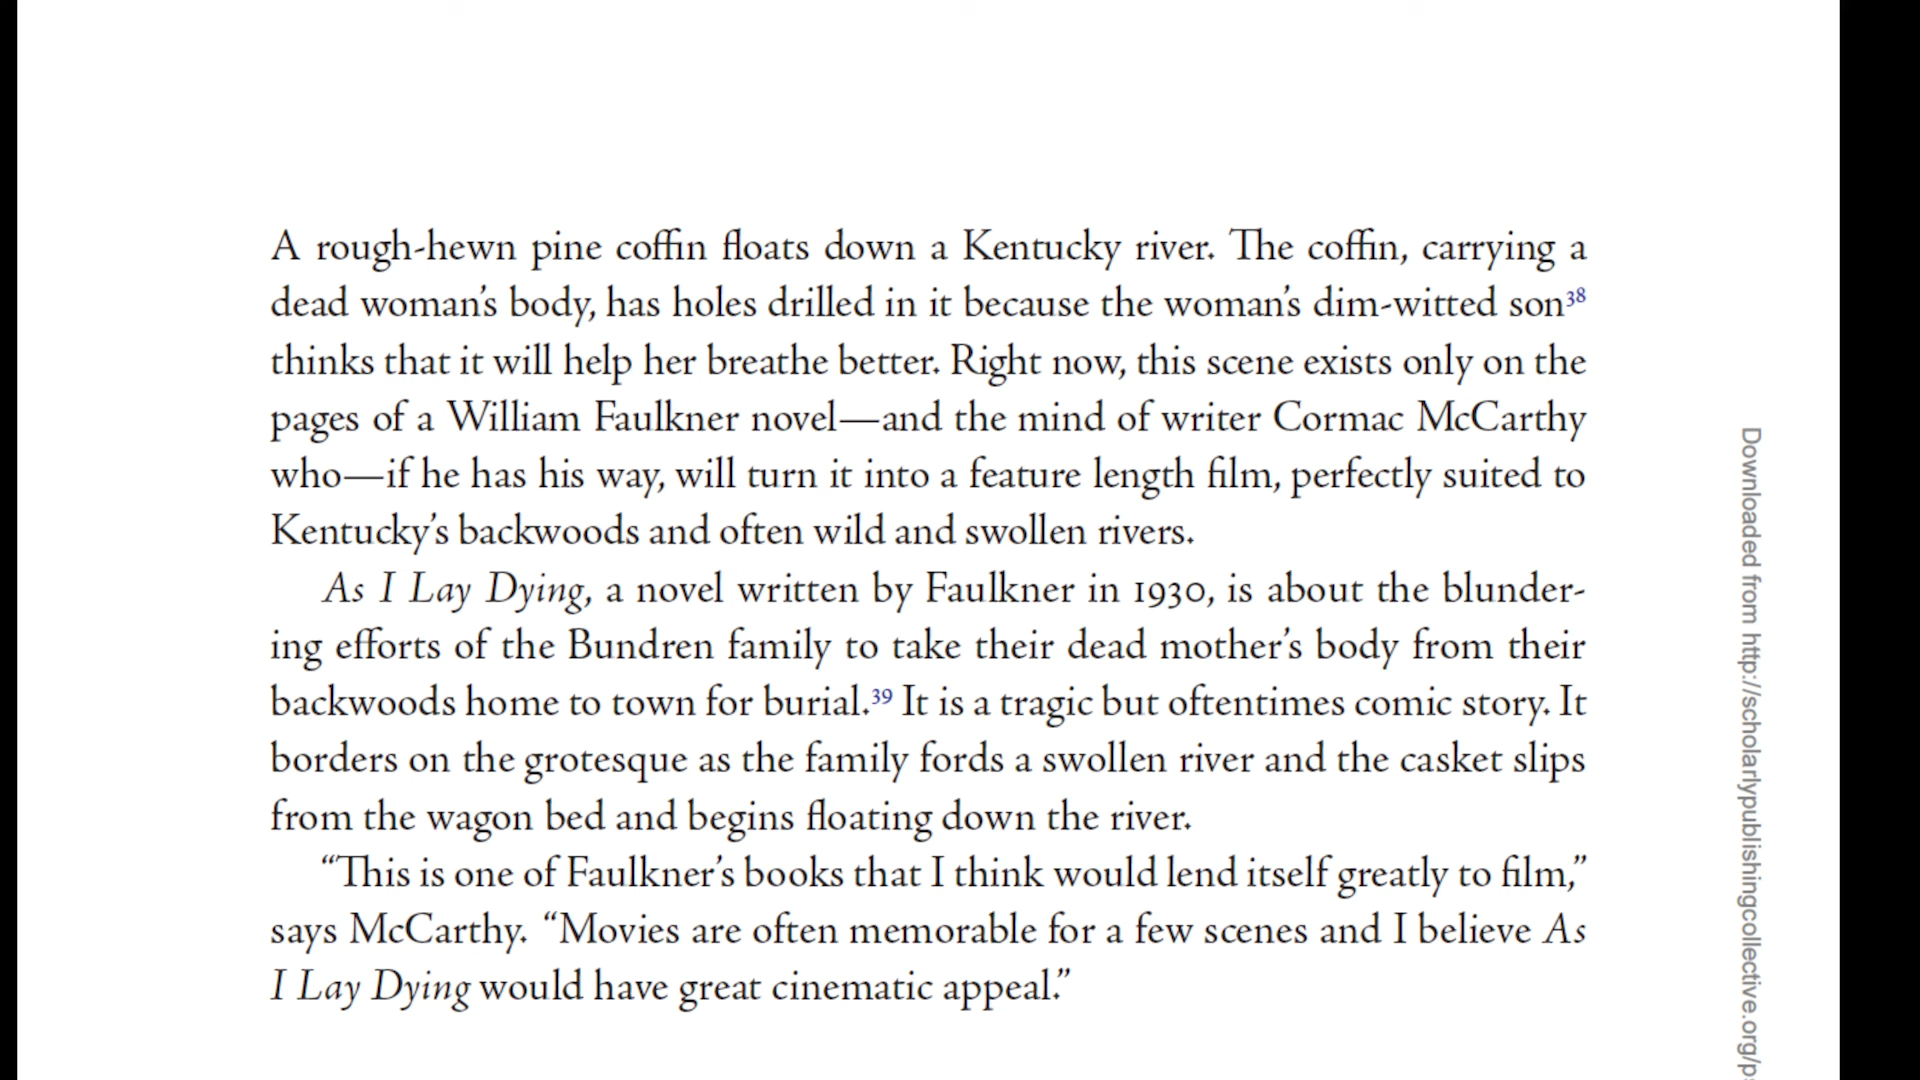 A rough-hewn pine coffin floats down a Kentucky river. The coffin, carrying a
dead woman’s body, has holes drilled in it because the woman’s dim-witted son38
thinks that it will help her breathe better. Right now, this scene exists only on the
pages of a William Faulkner novel—and the mind of writer Cormac McCarthy
who—if he has his way, will turn it into a feature length film, perfectly suited to
Kentucky’s backwoods and often wild and swollen rivers.
As I Lay Dying, a novel written by Faulkner in 1930, is about the blunder-
ing efforts of the Bundren family to take their dead mother’s body from their
backwoods home to town for burial.39 It is a tragic but oftentimes comic story. It
borders on the grotesque as the family fords a swollen river and the casket slips
from the wagon bed and begins floating down the river.
“This is one of Faulkner’s books that I think would lend itself greatly to film,”
says McCarthy. “Movies are often memorable for a few scenes and I believe As
I Lay Dying would have great cinematic appeal.”
Downloaded from http://scholarlypublishingcollective.org/p